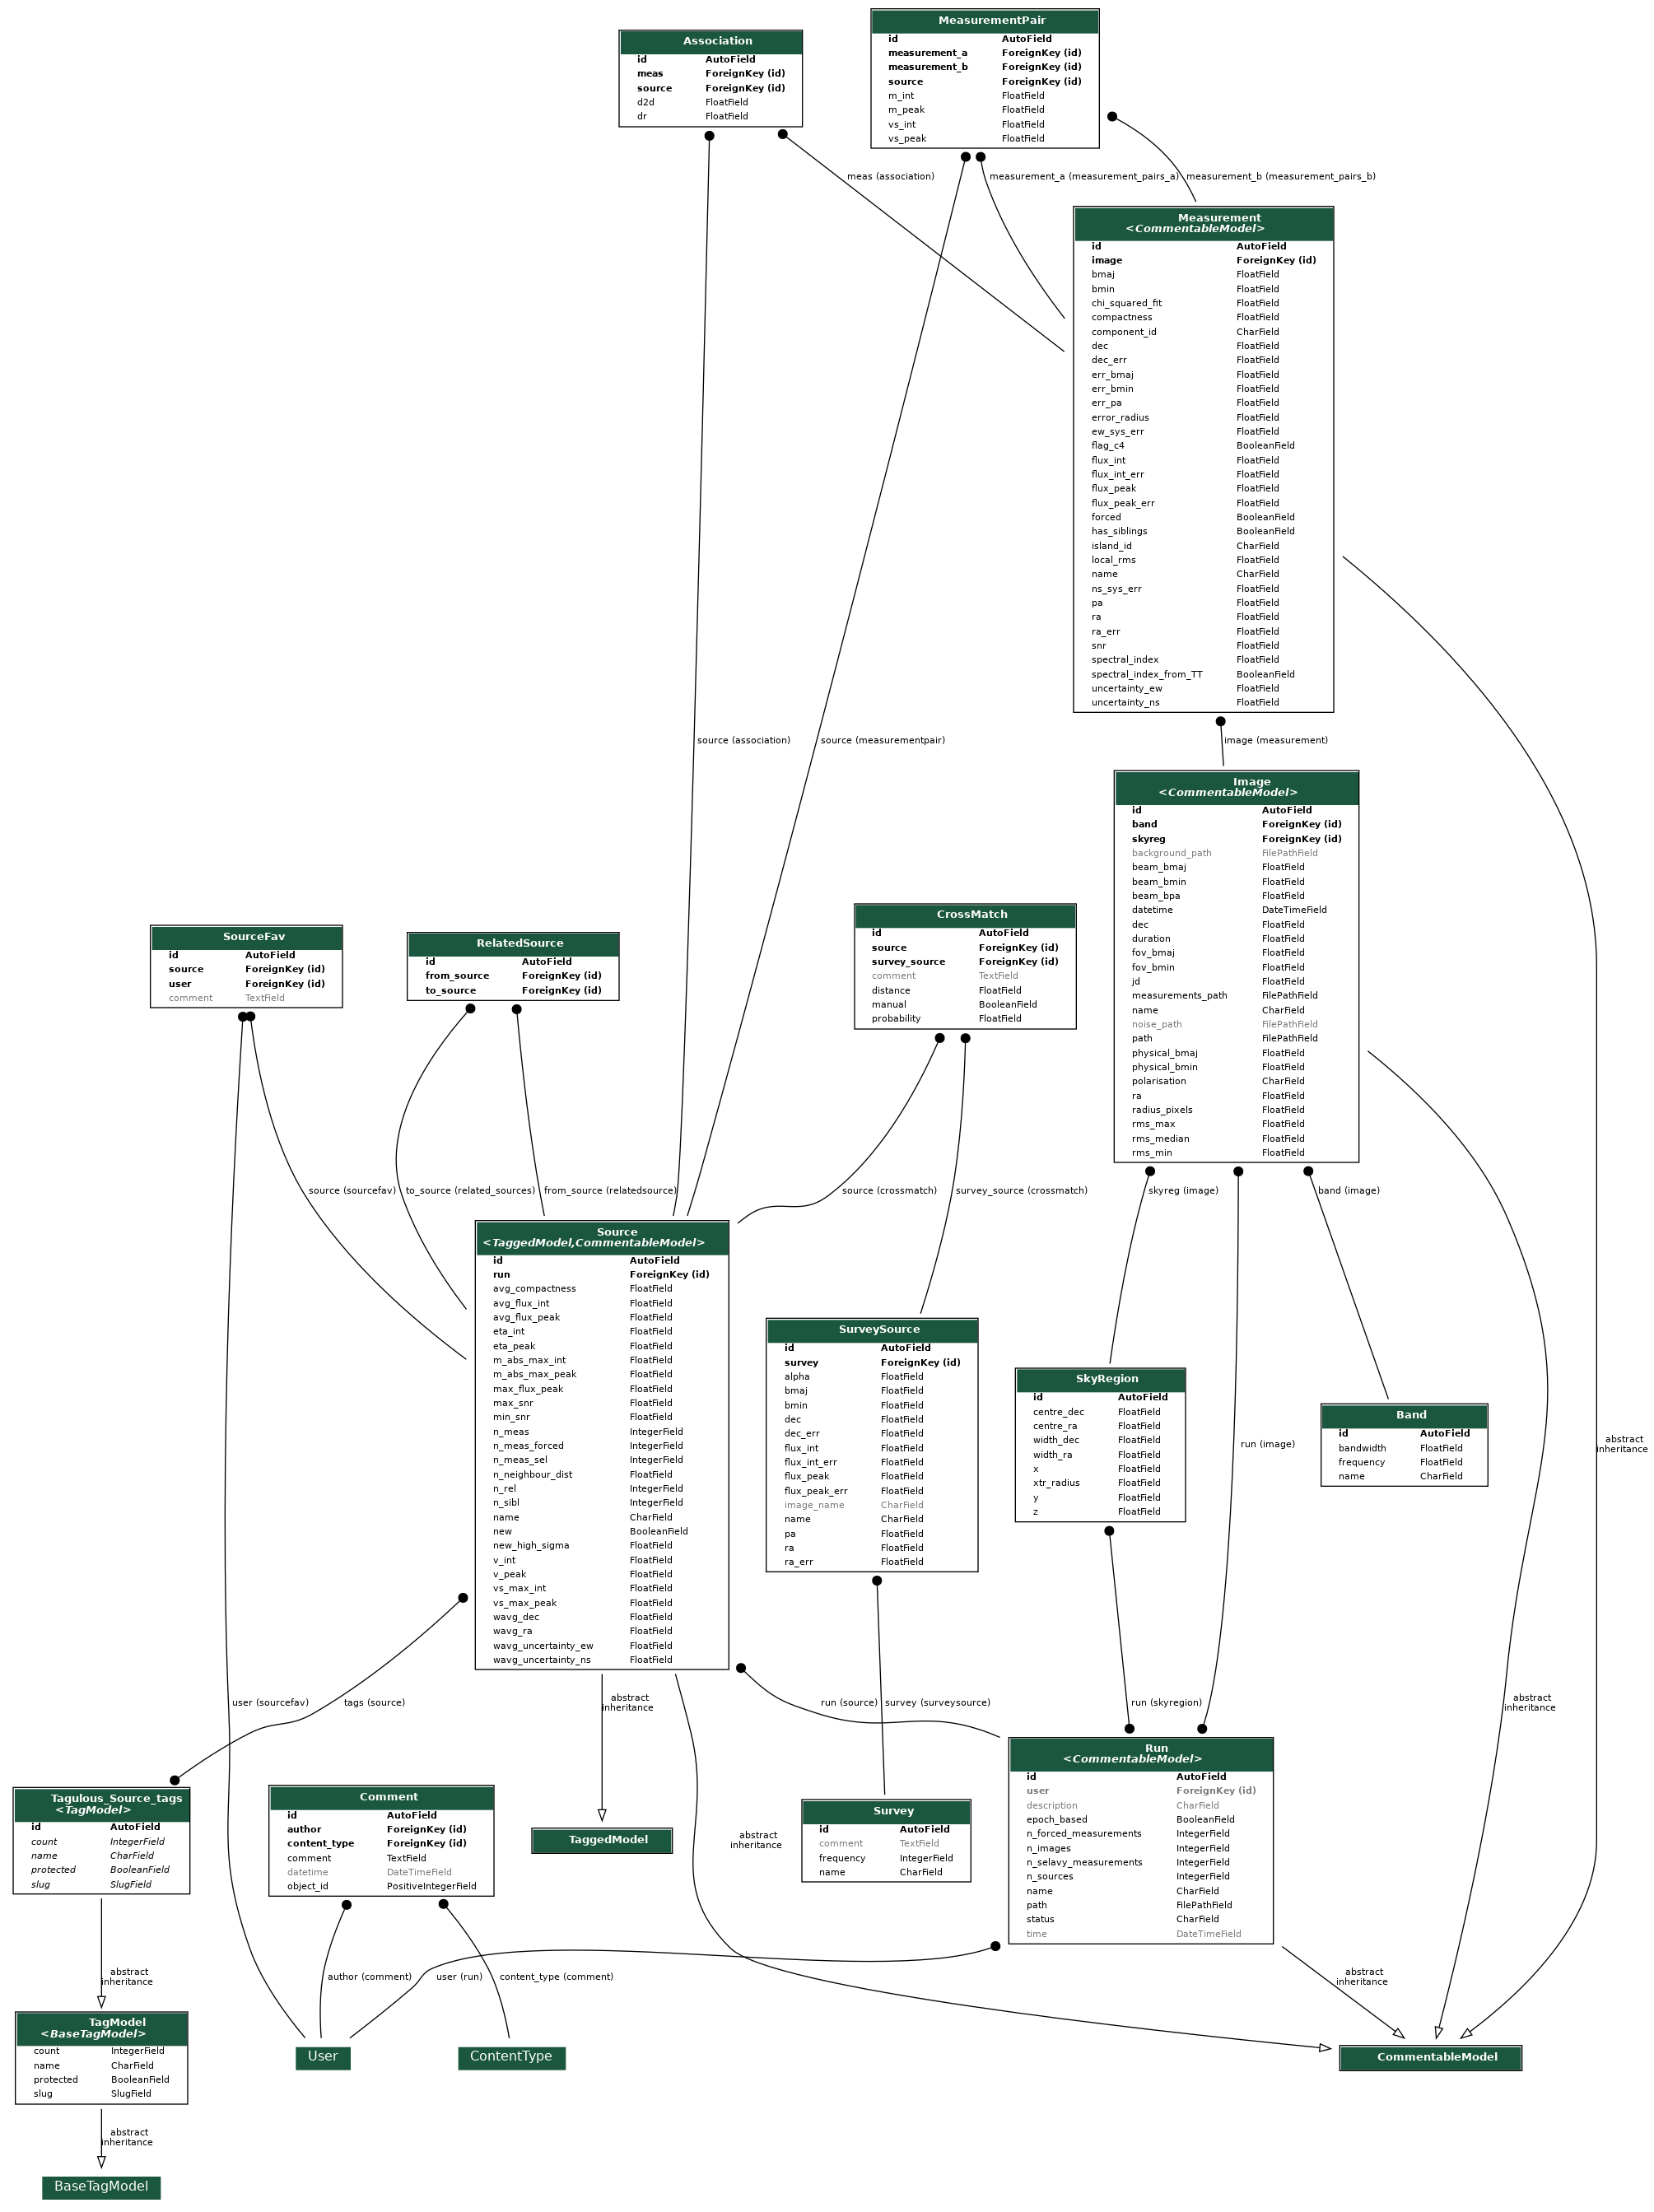 Association
id AutoField
meas ForeignKey (id)
source ForeignKey (id)
d2d FloatField
dr FloatField
MeasurementPair
id AutoField
measurement_a ForeignKey (id)
measurement_b ForeignKey (id)
source ForeignKey (id)
m_int FloatField
m_peak FloatField
vs_int FloatField
vs_peak FloatField
meas (association)
measurement_a (measurement_pairs_a)
measurement_b (measurement_pairs_b)
Measurement
<CommentableModel>
id AutoField
image ForeignKey (id)
bmaj FloatField
bmin FloatField
chi_squared_fit FloatField
compactness FloatField
component_id CharField
dec FloatField
dec_err FloatField
err_bmaj FloatField
err_bmin FloatField
err_pa FloatField
error_radius FloatField
ew_sys_err FloatField
flag_c4 BooleanField
flux_int FloatField
flux_int_err FloatField
flux_peak FloatField
flux_peak_err FloatField
forced BooleanField
has_siblings BooleanField
island_id CharField
local_rms FloatField
name CharField
ns_sys_err FloatField
pa FloatField
ra FloatField
ra_err FloatField
snr FloatField
spectral_index FloatField
spectral_index_from_TT BooleanField
uncertainty_ew FloatField
uncertainty_ns FloatField
source (association)
source (measurementpair)
image (measurement)
Image
<CommentableModel>
id AutoField
band ForeignKey (id)
skyreg ForeignKey (id)
background_path FilePathField
beam_bmaj FloatField
beam_bmin FloatField
beam_bpa FloatField
datetime DateTimeField
dec FloatField
duration FloatField
fov_bmaj FloatField
fov_bmin FloatField
jd FloatField
measurements_path FilePathField
name CharField
noise_path FilePathField
path FilePathField
physical_bmaj FloatField
physical_bmin FloatField
polarisation CharField
ra FloatField
radius_pixels FloatField
rms_max FloatField
rms_median FloatField
rms_min FloatField
SourceFav
id AutoField
source ForeignKey (id)
user ForeignKey (id)
comment TextField
RelatedSource
id AutoField
from_source ForeignKey (id)
to_source ForeignKey (id)
CrossMatch
id AutoField
source ForeignKey (id)
survey_source ForeignKey (id)
comment TextField
distance FloatField
manual BooleanField
probability FloatField
source (sourcefav)
to_source (related_sources)
from_source (relatedsource)
source (crossmatch)
survey_source (crossmatch)
skyreg (image)
band (image)
Source
<TaggedModel,CommentableModel>
id AutoField
run ForeignKey (id)
avg_compactness FloatField
avg_flux_int FloatField
avg_flux_peak FloatField
eta_int FloatField
eta_peak FloatField
m_abs_max_int FloatField
m_abs_max_peak FloatField
max_flux_peak FloatField
max_snr FloatField
min_snr FloatField
n_meas IntegerField
n_meas_forced IntegerField
n_meas_sel IntegerField
n_neighbour_dist FloatField
n_rel IntegerField
n_sibl IntegerField
name CharField
new BooleanField
new_high_sigma FloatField
v_int FloatField
v_peak FloatField
vs_max_int FloatField
vs_max_peak FloatField
wavg_dec FloatField
wavg_ra FloatField
wavg_uncertainty_ew FloatField
wavg_uncertainty_ns FloatField
SurveySource
id AutoField
survey ForeignKey (id)
alpha FloatField
bmaj FloatField
bmin FloatField
dec FloatField
dec_err FloatField
flux_int FloatField
flux_int_err FloatField
flux_peak FloatField
flux_peak_err FloatField
image_name CharField
name CharField
pa FloatField
ra FloatField
ra_err FloatField
SkyRegion
id AutoField
centre_dec FloatField
centre_ra FloatField
width_dec FloatField
width_ra FloatField
x FloatField
xtr_radius FloatField
y FloatField
z FloatField
run (image)
Band
id AutoField
bandwidth FloatField
frequency FloatField
name CharField
abstract
inheritance
user (sourcefav)
tags (source)
abstract
inheritance
run (source)
survey (surveysource)
run (skyregion)
abstract
inheritance
Run
<CommentableModel>
id AutoField
user ForeignKey (id)
description CharField
epoch_based BooleanField
n_forced_measurements IntegerField
n_images IntegerField
n_selavy_measurements IntegerField
n_sources IntegerField
name CharField
path FilePathField
status CharField
time DateTimeField
Tagulous_Source_tags
<TagModel>
id AutoField
count IntegerField
name CharField
protected BooleanField
slug SlugField
Comment
id AutoField
author ForeignKey (id)
content_type ForeignKey (id)
comment TextField
datetime DateTimeField
object_id PositiveIntegerField
TaggedModel
abstract
inheritance
Survey
id AutoField
comment TextField
frequency IntegerField
name CharField
abstract
inheritance
author (comment)
user (run)
content_type (comment)
abstract
inheritance
TagModel
<BaseTagModel>
count IntegerField
name CharField
protected BooleanField
slug SlugField
User
ContentType
CommentableModel
abstract
inheritance
BaseTagModel